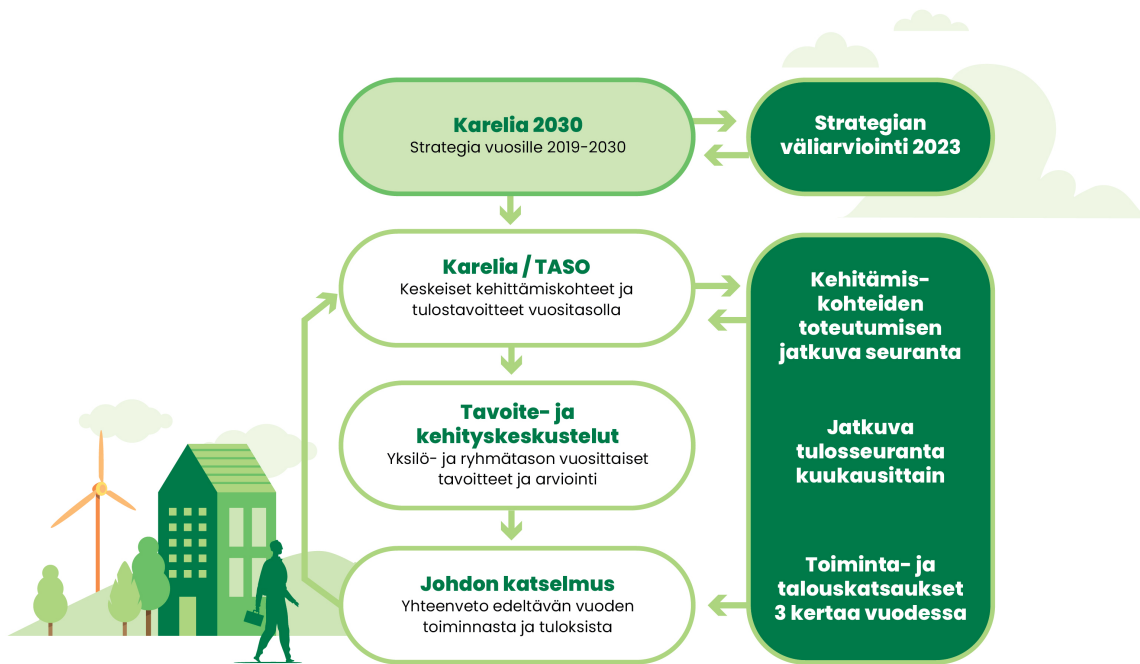 Karelia 2030
Strategia vuosille 2019-2030
Strategian
väliarviointi 2023
Karelia / TASO
Keskeiset kehittämiskohteet ja
tulostavoitteet vuositasolla
Kehitämis-
kohteiden
toteutumisen
jatkuva seuranta
Tavoite- ja
kehityskeskustelut
Yksilö- ja ryhmätason vuosittaiset
tavoitteet ja arviointi
Jatkuva
tulosseuranta
kuukausittain
Johdon katselmus
Yhteenveto edeltävän vuoden
toiminnasta ja tuloksista
Toiminta- ja
talouskatsaukset
3 kertaa vuodessa